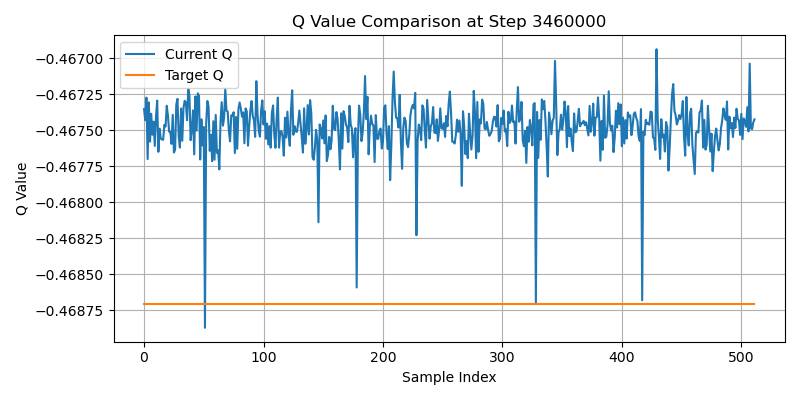 Q Value Comparison at Step 3460000
Current Q
Target Q
−0.46700
−0.46725
−0.46750
−0.46775
−0.46800
−0.46825
−0.46850
−0.46875
Q Value
0 100 200 300 400 500
Sample Index